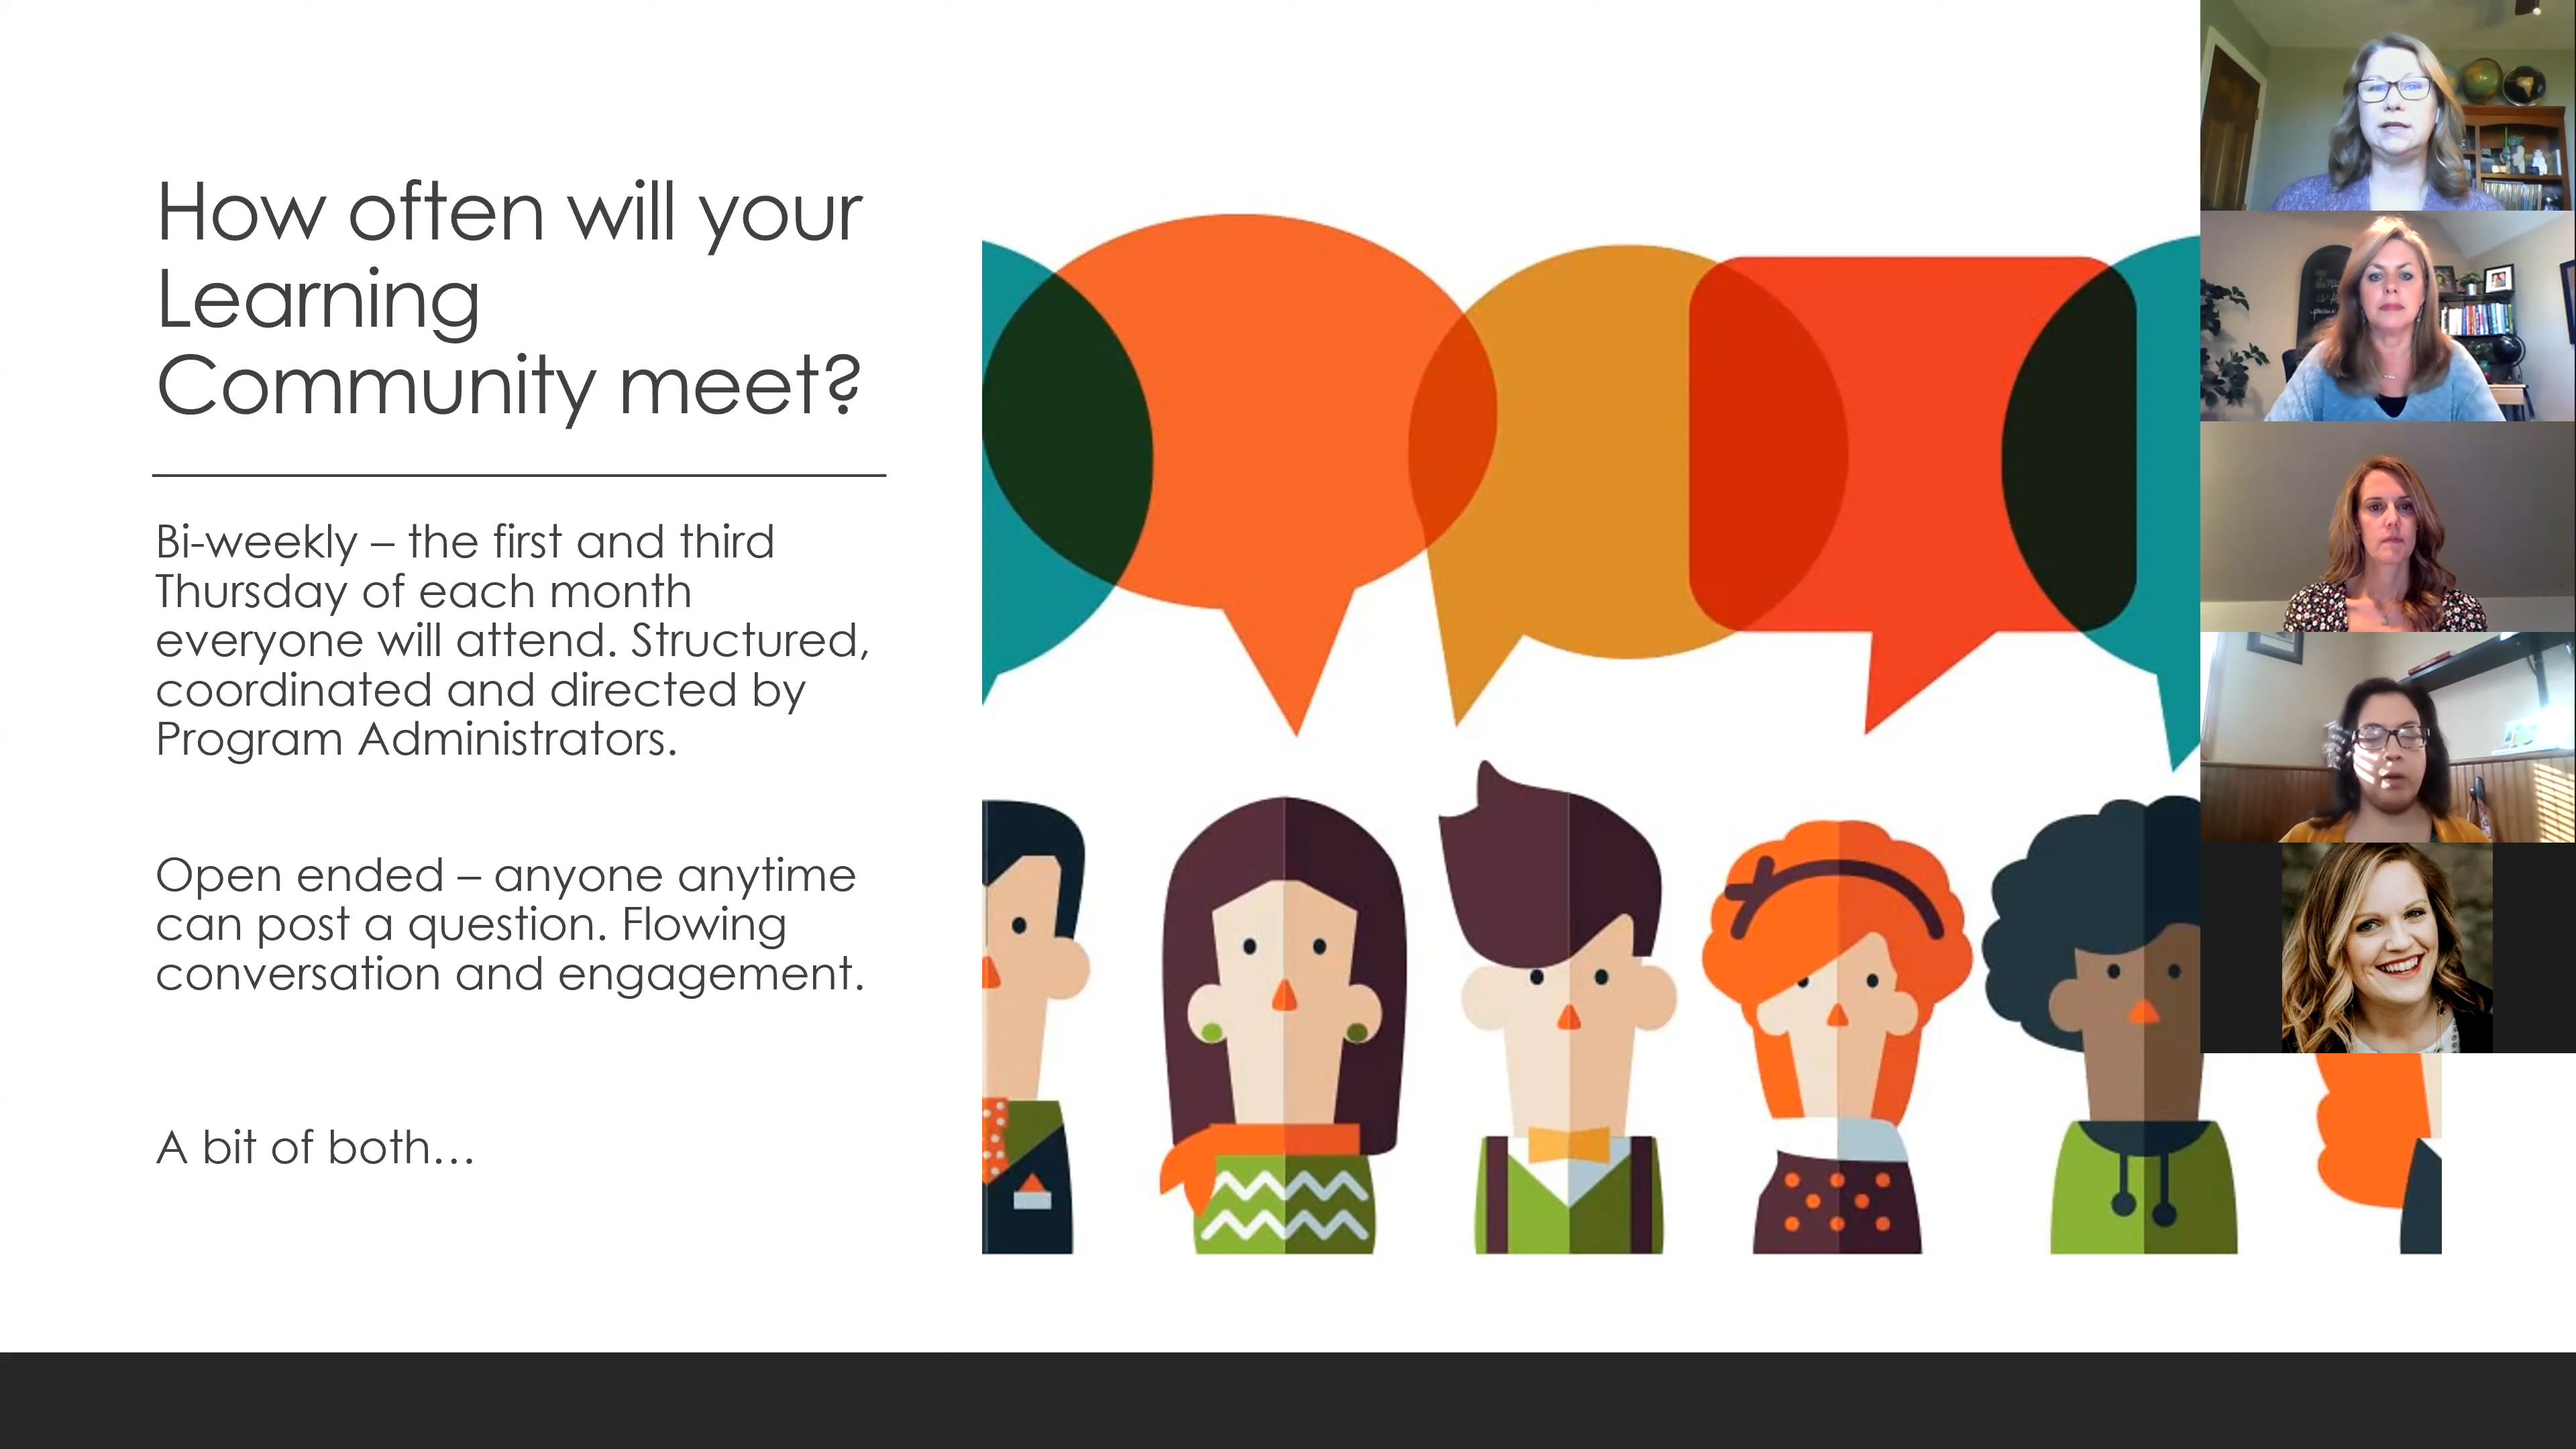 How often will your
Learning
Community meet?
Bi-weekly – the first and third
Thursday of each month
everyone will attend. Structured,
coordinated and directed by
Program Administrators.
Open ended – anyone anytime
can post a question. Flowing
conversation and engagement.
A bit of both…